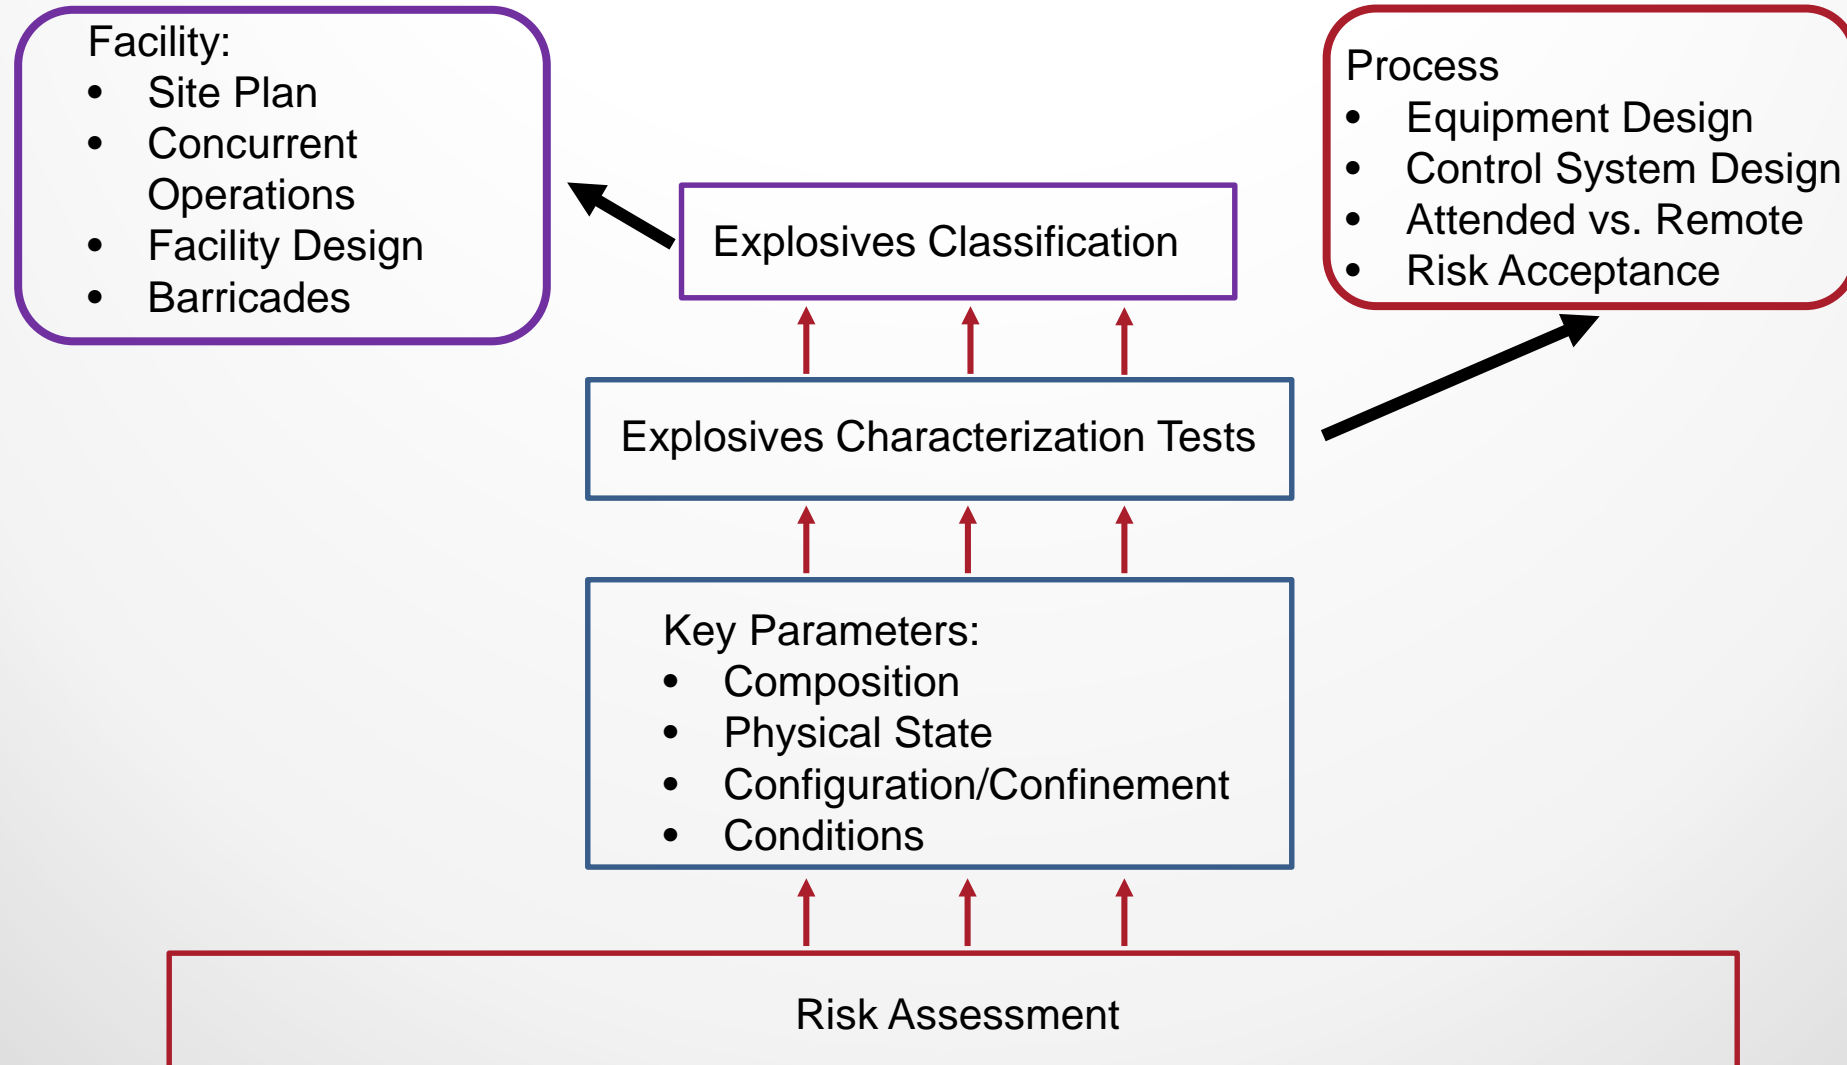 Facility:
• Site Plan
• Concurrent
Operations
• Facility Design
• Barricades
Process
• Equipment Design
• Control System Design
• Attended vs. Remote
• Risk Acceptance
Explosives Classification
Explosives Characterization Tests
Key Parameters:
• Composition
• Physical State
• Configuration/Confinement
• Conditions
Risk Assessment